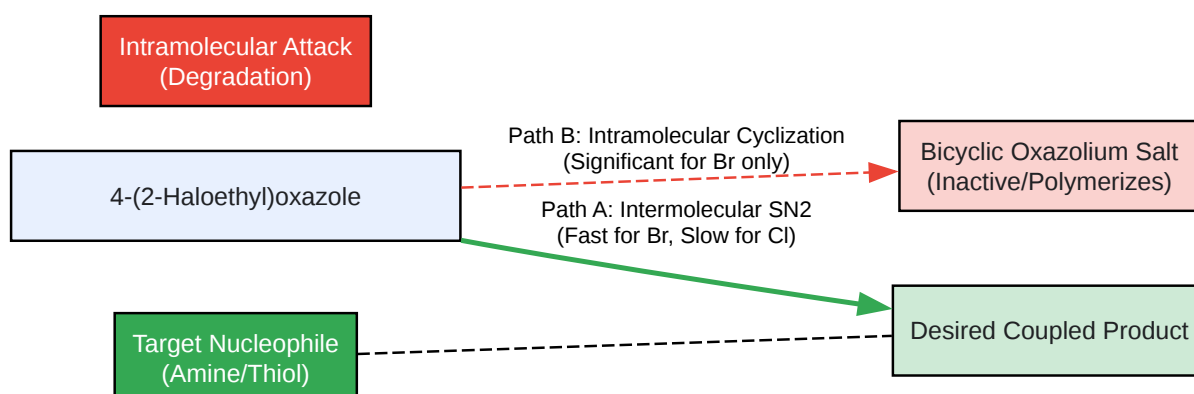 Intramolecular Attack
(Degradation)
4-(2-Haloethyl)oxazole
Path B: Intramolecular Cyclization
(Significant for Br only)
Bicyclic Oxazolium Salt
(Inactive/Polymerizes)
Path A: Intermolecular SN2
(Fast for Br, Slow for Cl)
Target Nucleophile
(Amine/Thiol)
Desired Coupled Product